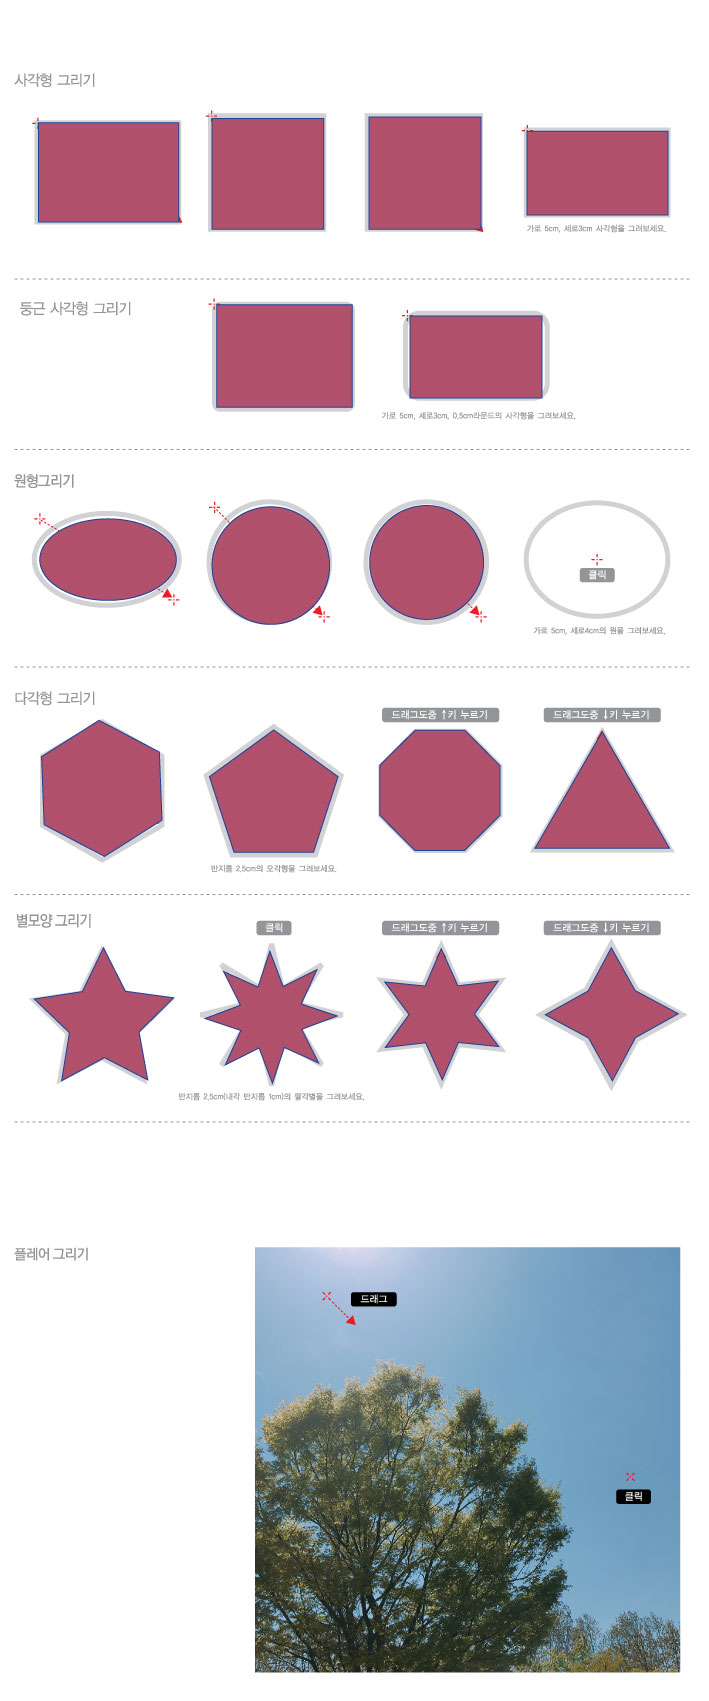 사각형 그리기
가로 5cm, 세로3cm 사각형을 그려보세요.
둥근 사각형 그리기
가로 5cm, 세로3cm, 0.5cm라운드의 사각형을 그려보세요.
원형그리기
클릭
가로 5cm, 세로4cm의 원을 그려보세요.
다각형 그리기
드래그도중 ↑키 누르기
드래그도중 ↓키 누르기
반지름 2.5cm의 오각형을 그려보세요.
별모양 그리기
클릭
드래그도중 ↑키 누르기
드래그도중 ↓키 누르기
반지름 2.5cm(내각 반지름 1cm)의 팔각별을 그려보세요.
플레어 그리기
드래그
클릭